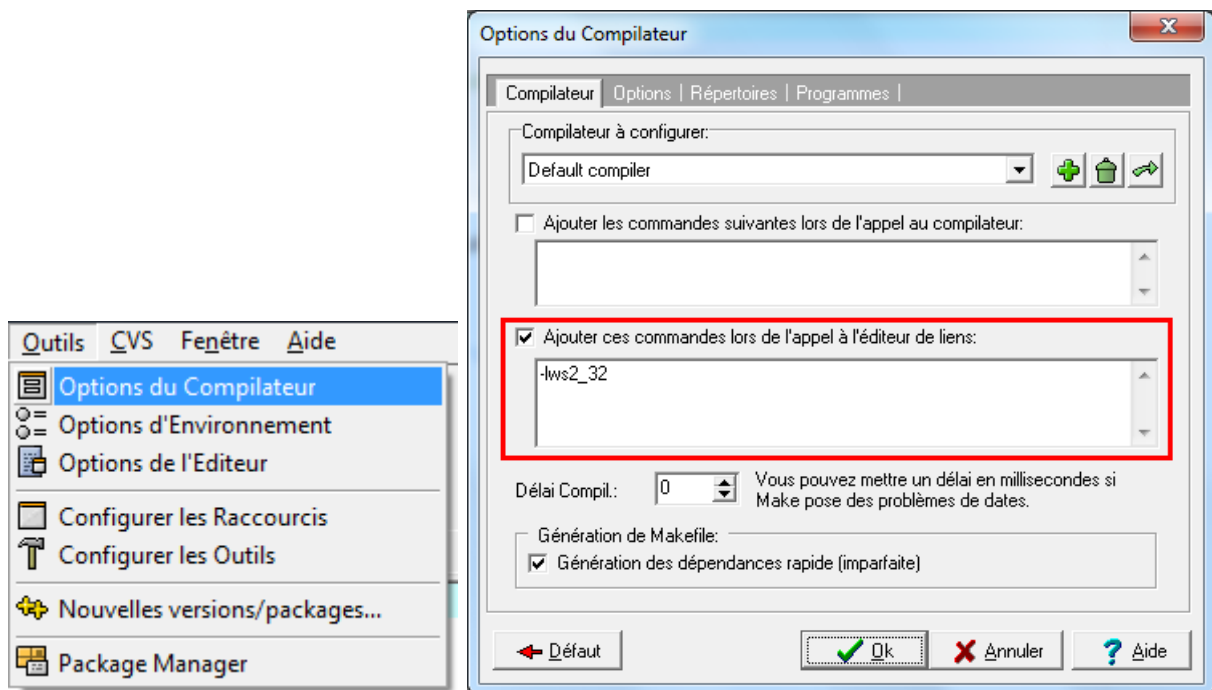 Outils CVS Fenêtre Aide
Options du Compilateur
Options d'Environnement
Options de l'Editeur
Configurer les Raccourcis
Configurer les Outils
Nouvelles versions/packages...
Package Manager
Options du Compilateur
Compilateur Options | Répertoires | Programmes |
Compilateur à configurer:
Default compiler
Ajouter les commandes suivantes lors de l'appel au compilateur:
Ajouter ces commandes lors de l'appel à l'éditeur de liens:
-lws2_32
Délai Compil.: 0 Vous pouvez mettre un délai en millisecondes si
Make pose des problèmes de dates.
Génération de Makefile:
Génération des dépendances rapide (imparfaite)
Défaut Ok Annuler Aide